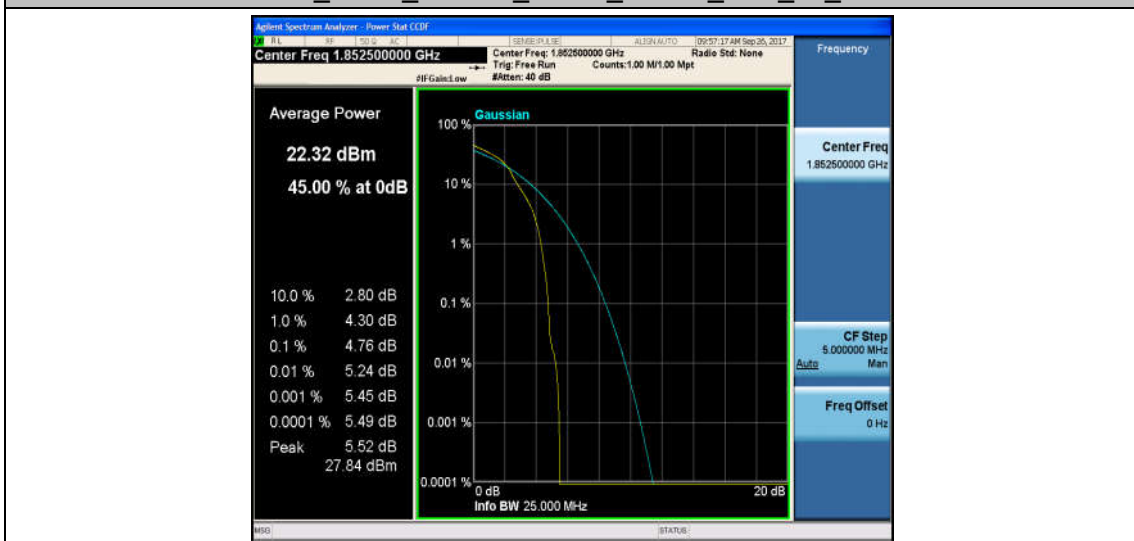 Agilent Spectrum Analyzer - Power Stat CCDF
RL RF 50 Ω AC SENSE:PULSE ALIGN AUTO 09:57:17 AM Sep 26, 2017
Center Freq 1.852500000 GHz
Center Freq: 1.852500000 GHz Radio Std: None
Trig: Free Run Counts:1.00 M/1.00 Mpt
#IFGain:Low #Atten: 40 dB
Frequency
Average Power
22.32 dBm
45.00 % at 0dB
10.0 % 2.80 dB
1.0 % 4.30 dB
0.1 % 4.76 dB
0.01 % 5.24 dB
0.001 % 5.45 dB
0.0001 % 5.49 dB
Peak 5.52 dB
27.84 dBm
Gaussian
100 %
10 %
1 %
0.1 %
0.01 %
0.001 %
0.0001 %
0 dB 20 dB
Info BW 25.000 MHz
Center Freq
1.852500000 GHz
CF Step
5.000000 MHz
Auto Man
Freq Offset
0 Hz
MSG STATUS